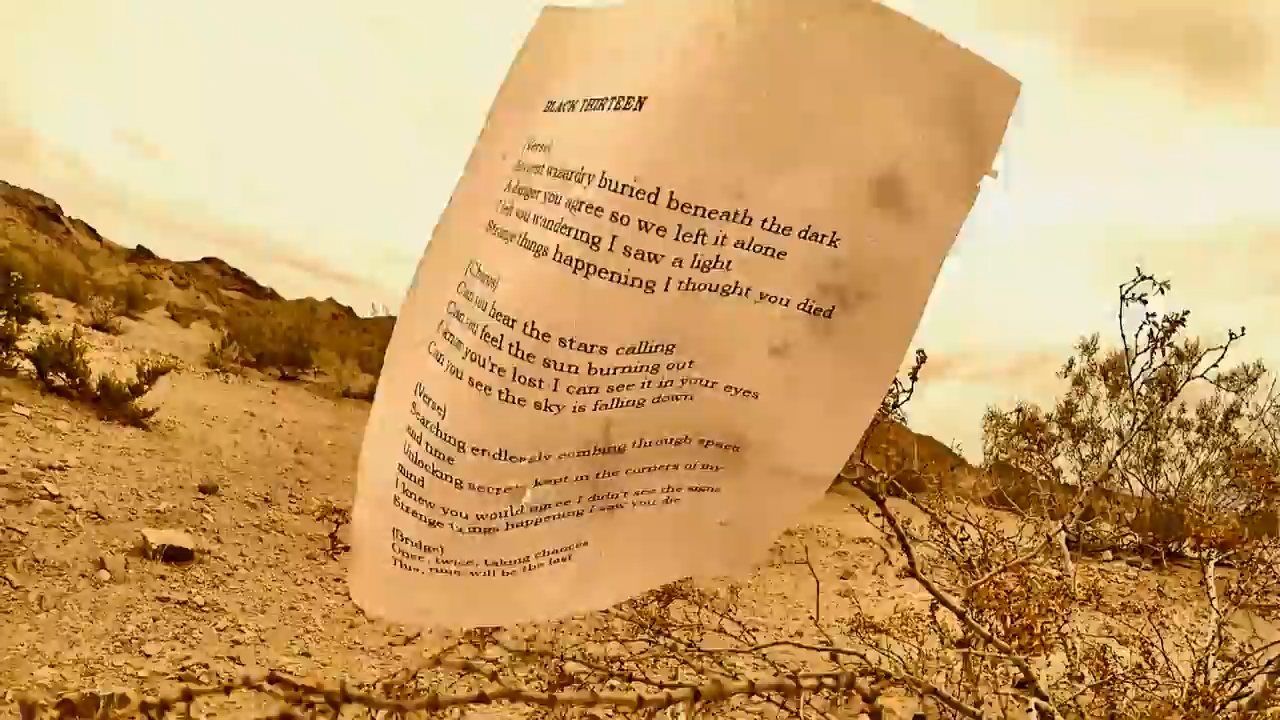 BLACK THIRTEEN
(Verse)
Ancient wizardry buried beneath the dark
A danger you agree so we left it alone
I left you wandering I saw a light
Strange things happening I thought you died
(Chorus)
Can you hear the stars calling
Can you feel the sun burning out
I know you're lost I can see it in your eyes
Can you see the sky is falling down
(Verse)
Searching endlessly combing through space
and time
Unlocking secrets kept in the corners of my
mind
I knew you would agree I didn't see the signs
Strange things happening I saw you die
(Bridge)
Once, twice, taking chances
This, time will be the last